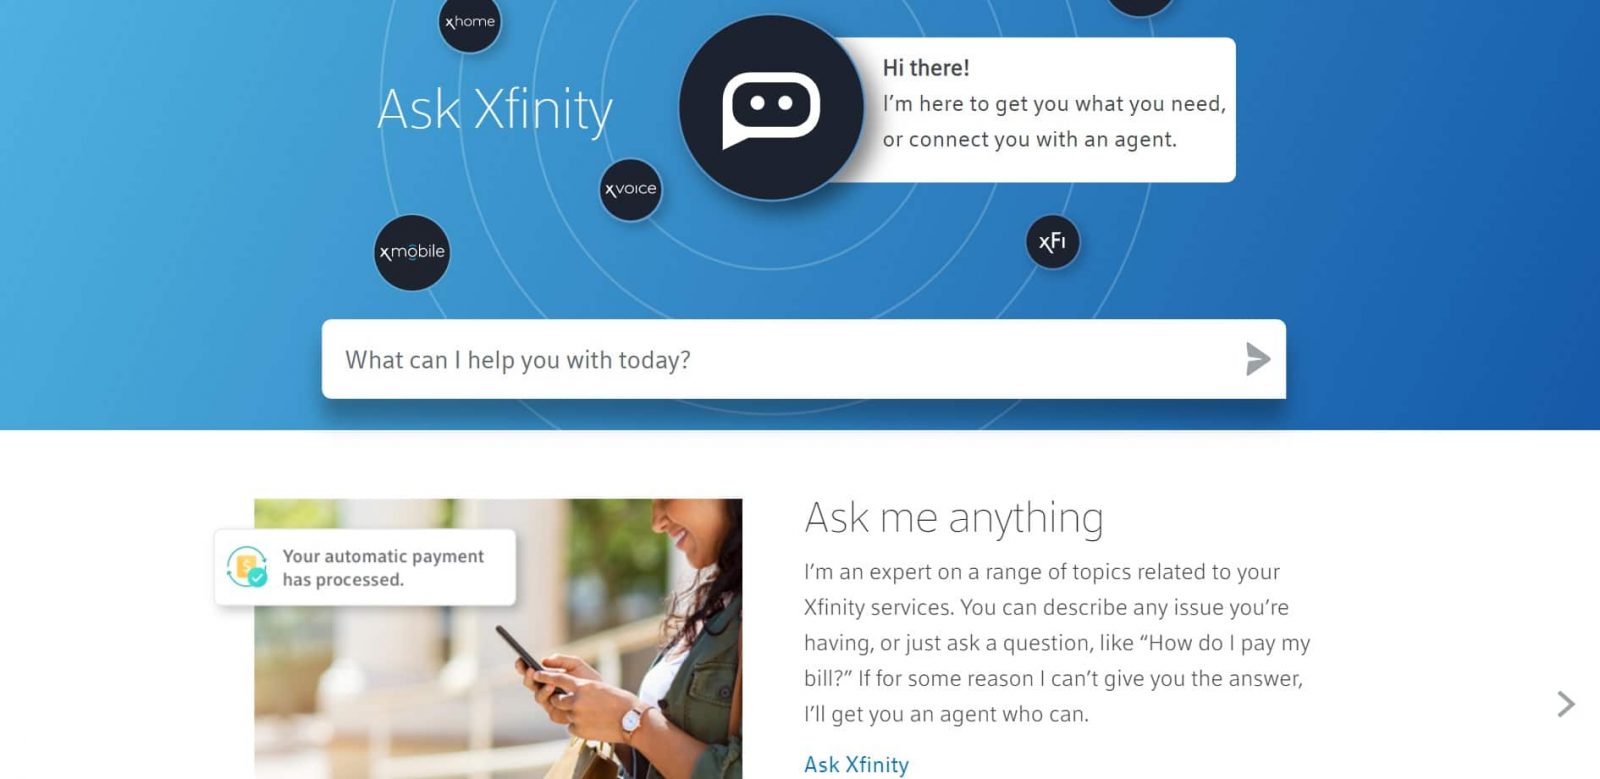 xhome
Ask Xfinity
Hi there!
I’m here to get you what you need,
or connect you with an agent.
xvoice
xmobile
xFi
What can I help you with today?
Your automatic payment
has processed.
Ask me anything
I’m an expert on a range of topics related to your
Xfinity services. You can describe any issue you’re
having, or just ask a question, like “How do I pay my
bill?” If for some reason I can’t give you the answer,
I’ll get you an agent who can.
Ask Xfinity